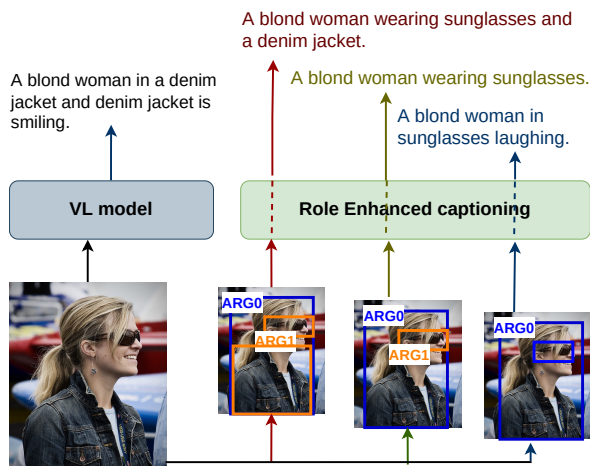 A blond woman wearing sunglasses and
a denim jacket.
A blond woman in a denim
jacket and denim jacket is
smiling.
A blond woman wearing sunglasses.
A blond woman in
sunglasses laughing.
VL model
Role Enhanced captioning
ARG0
ARG1
ARG0
ARG1
ARG0